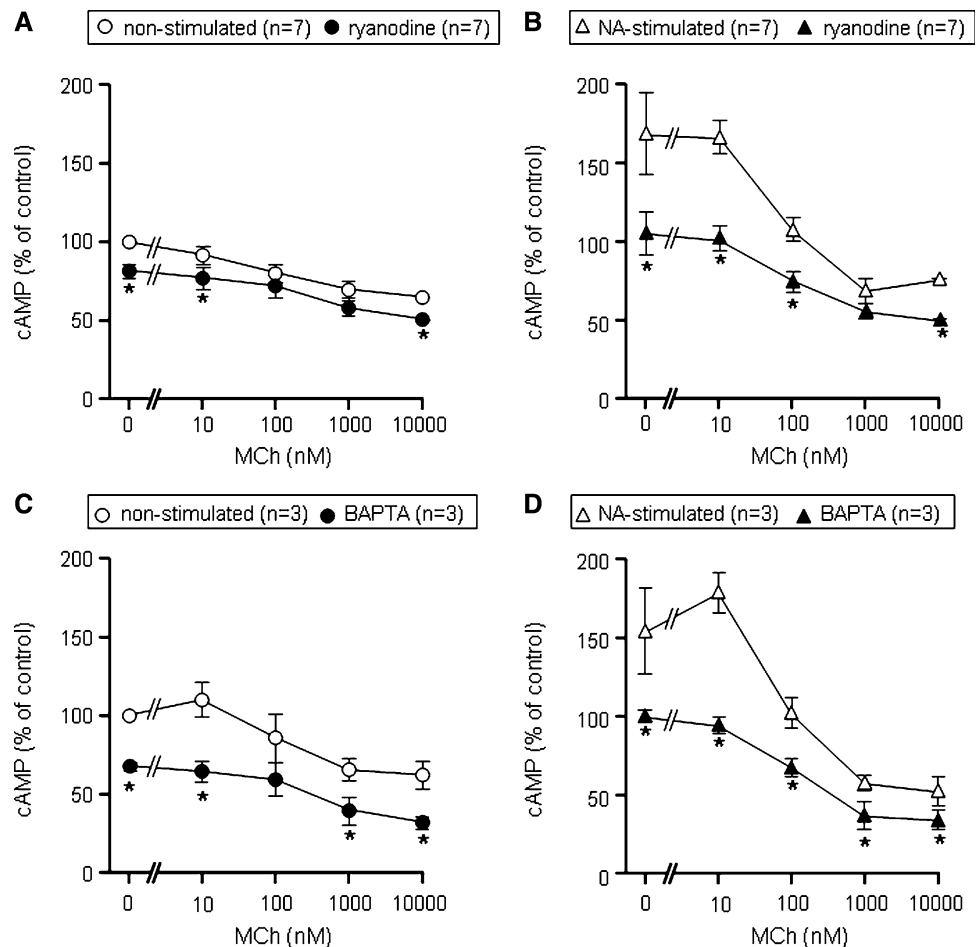 A
non-stimulated (n=7) ryanodine (n=7)
cAMP (% of control)
200
150
100
50
0
0 10 100 1000 10000
MCh (nM)
* * *
B
NA-stimulated (n=7) ryanodine (n=7)
cAMP (% of control)
200
150
100
50
0
0 10 100 1000 10000
MCh (nM)
* * * *
C
non-stimulated (n=3) BAPTA (n=3)
cAMP (% of control)
200
150
100
50
0
0 10 100 1000 10000
MCh (nM)
* * * *
D
NA-stimulated (n=3) BAPTA (n=3)
cAMP (% of control)
200
150
100
50
0
0 10 100 1000 10000
MCh (nM)
* * * * *